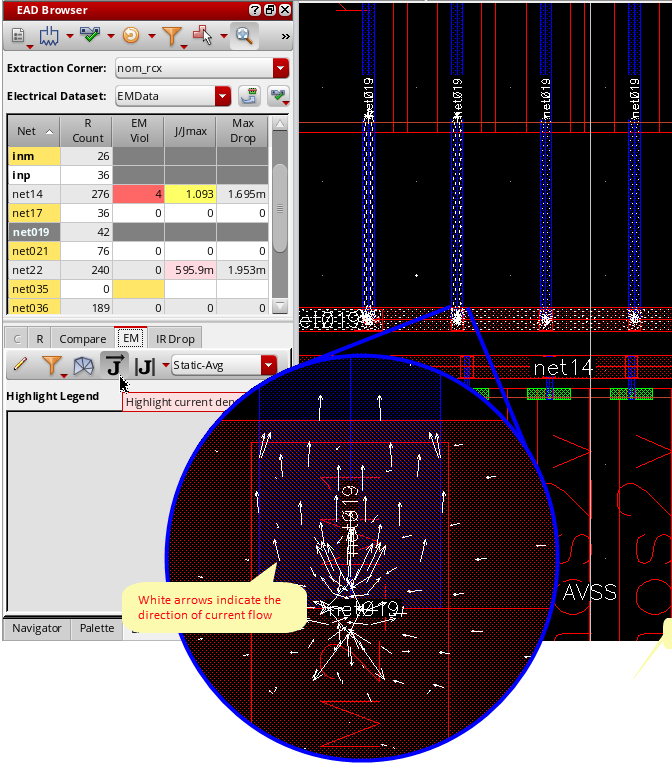 EAD Browser
Extraction Corner: nom_rcx
Electrical Dataset: EMData
Net R Count EM Viol J/Jmax Max Drop
inm 26
inp 36
net14 276 4 1.093 1.695m
net17 36 0 0 0
net019 42
net021 76 0 0 0
net22 240 0 595.9m 1.953m
net035 0 0
net036 189 0 0 0
C R Compare EM IR Drop
J |J| Static-Avg
Highlight Legend
Highlight current den
Navigator Palette
net019
net019
net019
net019
et019
net14
AVSS
net019
net019
White arrows indicate the
direction of current flow